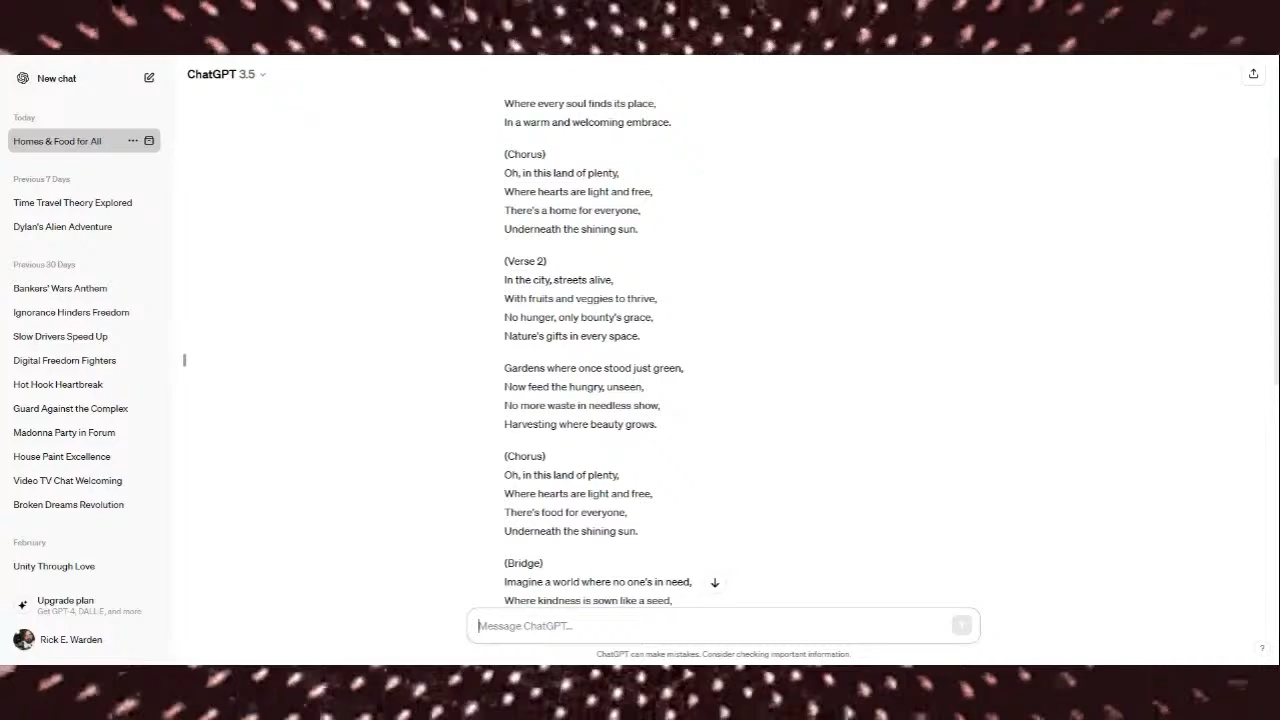 New chat
Today
Homes & Food for All
Previous 7 Days
Time Travel Theory Explored
Dylan's Alien Adventure
Previous 30 Days
Bankers' Wars Anthem
Ignorance Hinders Freedom
Slow Drivers Speed Up
Digital Freedom Fighters
Hot Hook Heartbreak
Guard Against the Complex
Madonna Party in Forum
House Paint Excellence
Video TV Chat Welcoming
Broken Dreams Revolution
February
Unity Through Love
Upgrade plan
Get GPT-4, DALL·E, and more
Rick E. Warden
ChatGPT 3.5
Where every soul finds its place,
In a warm and welcoming embrace.
(Chorus)
Oh, in this land of plenty,
Where hearts are light and free,
There's a home for everyone,
Underneath the shining sun.
(Verse 2)
In the city, streets alive,
With fruits and veggies to thrive,
No hunger, only bounty's grace,
Nature's gifts in every space.
Gardens where once stood just green,
Now feed the hungry, unseen,
No more waste in needless show,
Harvesting where beauty grows.
(Chorus)
Oh, in this land of plenty,
Where hearts are light and free,
There's food for everyone,
Underneath the shining sun.
(Bridge)
Imagine a world where no one's in need,
Where kindness is sown like a seed,
Message ChatGPT...
ChatGPT can make mistakes. Consider checking important information.
?